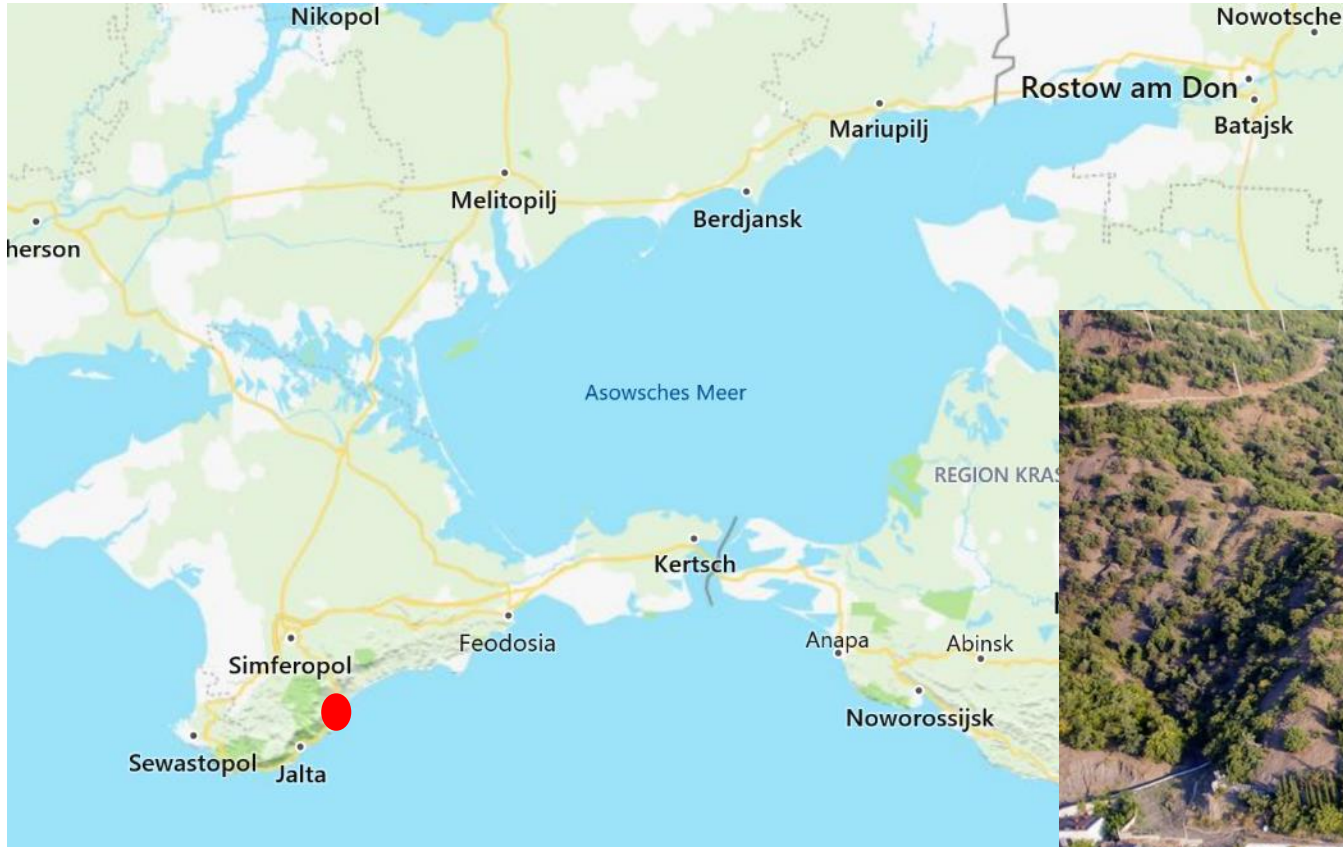 Nikopol
Nowotsche
Rostow am Don
Mariupilj
Batajsk
Melitopilj
Berdjansk
herson
Asowsches Meer
REGION KRAS
Kertsch
Feodosia
Anapa
Abinsk
Simferopol
Noworossijsk
Sewastopol
Jalta